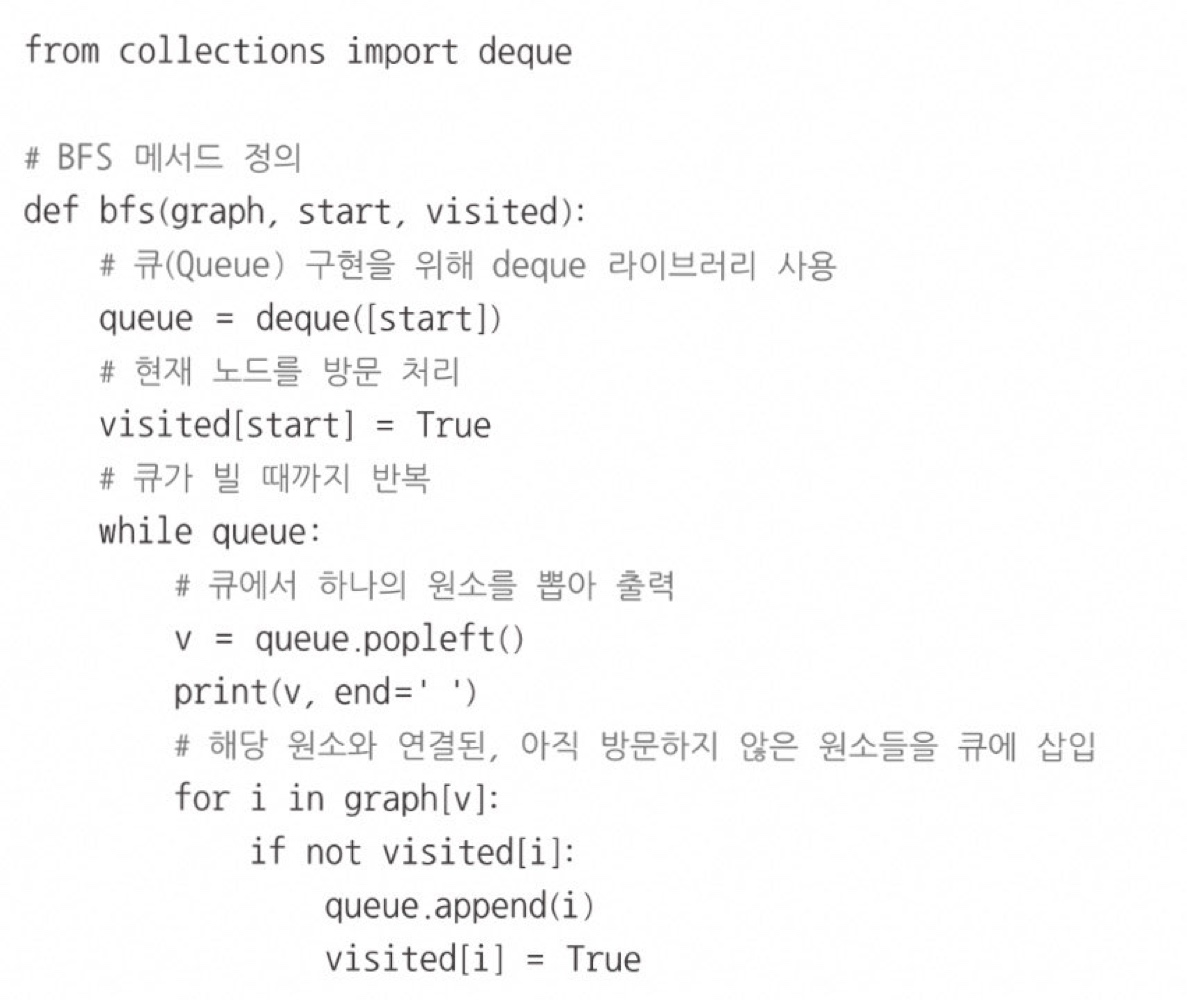 from collections import deque

# BFS 메서드 정의
def bfs(graph, start, visited):
    # 큐(Queue) 구현을 위해 deque 라이브러리 사용
    queue = deque([start])
    # 현재 노드를 방문 처리
    visited[start] = True
    # 큐가 빌 때까지 반복
    while queue:
        # 큐에서 하나의 원소를 뽑아 출력
        v = queue.popleft()
        print(v, end=' ')
        # 해당 원소와 연결된, 아직 방문하지 않은 원소들을 큐에 삽입
        for i in graph[v]:
            if not visited[i]:
                queue.append(i)
                visited[i] = True